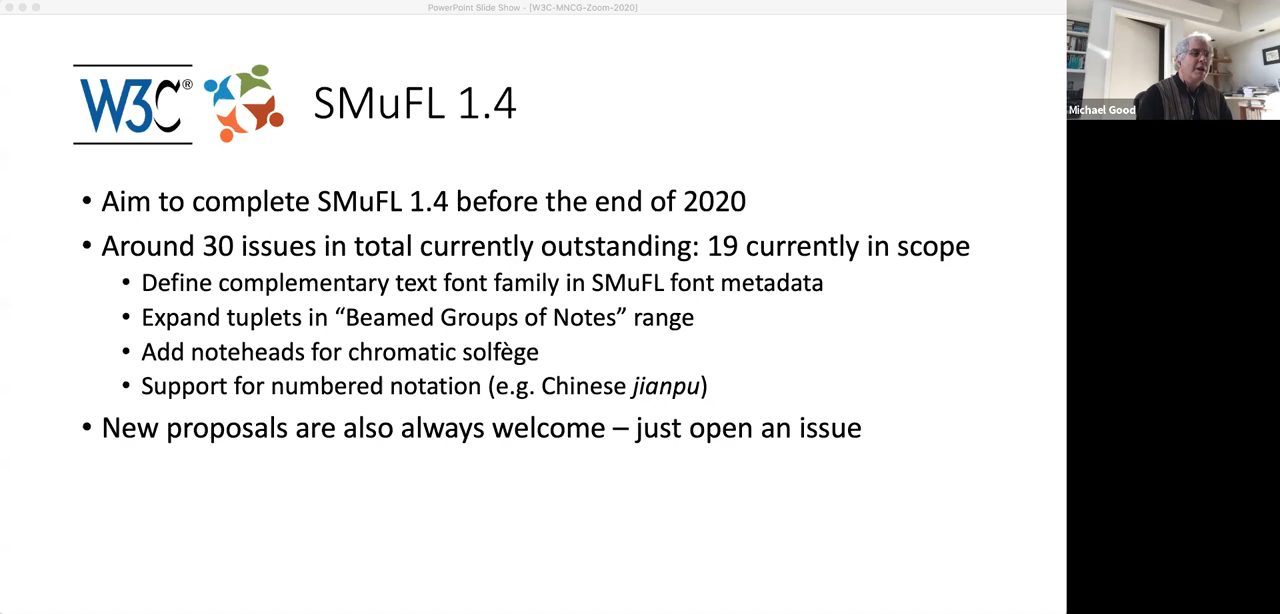 PowerPoint Slide Show - [W3C-MNCG-Zoom-2020]
W3C®
SMuFL 1.4
• Aim to complete SMuFL 1.4 before the end of 2020
• Around 30 issues in total currently outstanding: 19 currently in scope
• Define complementary text font family in SMuFL font metadata
• Expand tuplets in “Beamed Groups of Notes” range
• Add noteheads for chromatic solfège
• Support for numbered notation (e.g. Chinese jianpu)
• New proposals are also always welcome – just open an issue
Michael Good